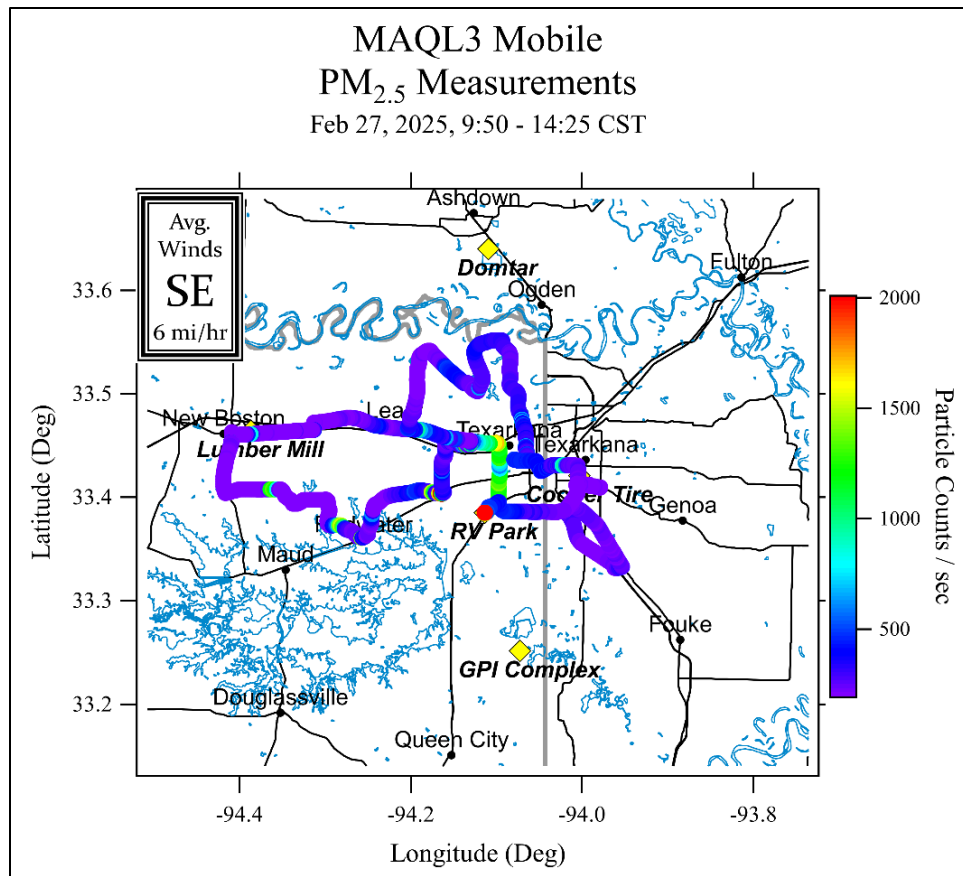 MAQL3 Mobile
PM2.5 Measurements
Feb 27, 2025, 9:50 - 14:25 CST
Avg.
Winds
SE
6 mi/hr
Ashdown
Domtar
Ogden
Fulton
New Boston
Lea
Lumber Mill
Texarkana
Texarkana
Genoa
RV Park
Maud
Fouke
GPI Complex
Douglassville
Queen City
33.6
33.5
33.4
33.3
33.2
Latitude (Deg)
-94.4
-94.2
-94.0
-93.8
Longitude (Deg)
2000
1500
1000
500
Particle Counts / sec